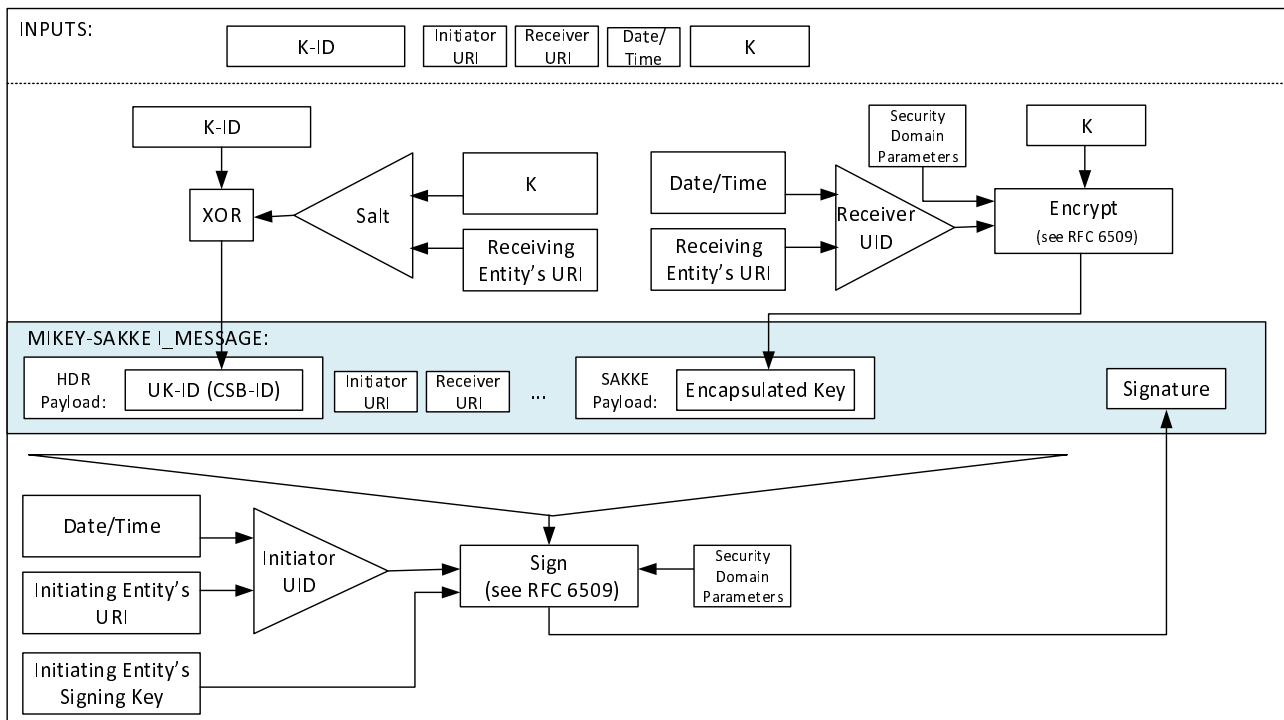 INPUTS:
K-ID
Initiator
URI
Receiver
URI
Date/
Time
K
K-ID
XOR
Salt
K
Receiving
Entity's URI
Date/Time
Receiving
Entity's URI
Receiver
UID
Security
Domain
Parameters
K
Encrypt
(see RFC 6509)
MIKEY-SAKKE I_MESSAGE:
HDR
Payload:
UK-ID (CSB-ID)
Initiator
URI
Receiver
URI
...
SAKKE
Payload:
Encapsulated Key
Signature
Date/Time
Initiating Entity's
URI
Initiator
UID
Sign
(see RFC 6509)
Security
Domain
Parameters
Initiating Entity's
Signing Key